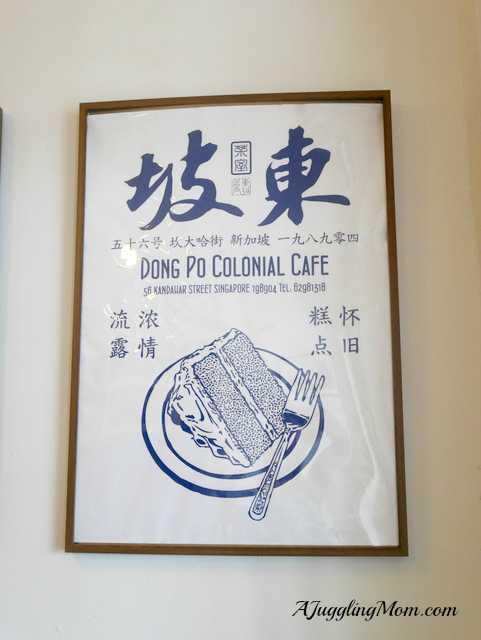 東坡
茶室
五十六号 坎大哈街 新加坡 一九八九零四
DONG PO COLONIAL CAFE
56 KANDAHAR STREET SINGAPORE 198904 TEL. 62981318
怀旧
糕点
浓情
流露
AJugglingMom.com